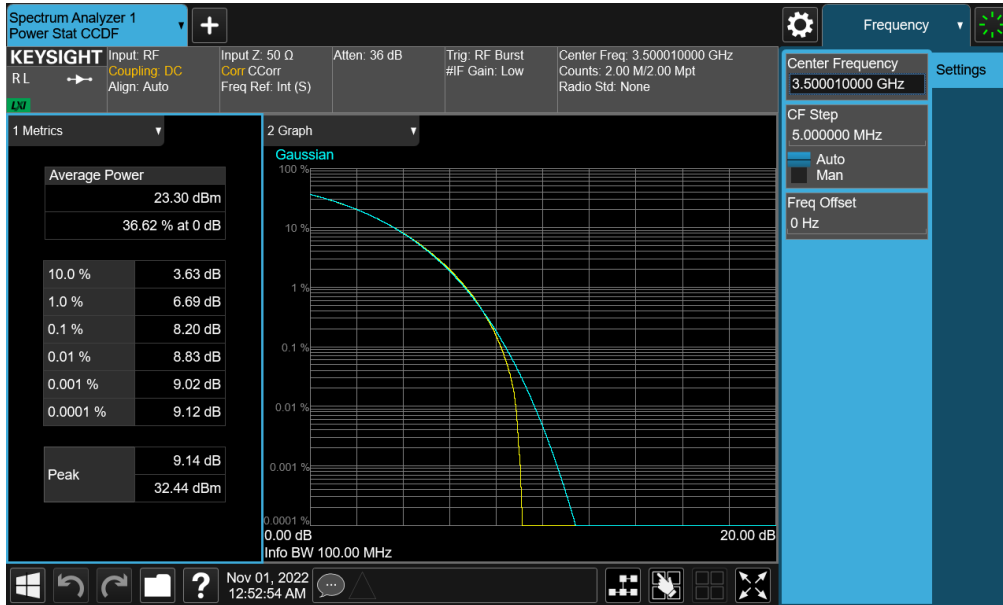 Spectrum Analyzer 1
Power Stat CCDF
Frequency
KEYSIGHT
RL
LXI
Input: RF
Coupling: DC
Align: Auto
Input Z: 50 Ω
Corr CCorr
Freq Ref: Int (S)
Atten: 36 dB
Trig: RF Burst
#IF Gain: Low
Center Freq: 3.500010000 GHz
Counts: 2.00 M/2.00 Mpt
Radio Std: None
Center Frequency
3.500010000 GHz
Settings
CF Step
5.000000 MHz
Auto
Man
Freq Offset
0 Hz
1 Metrics
Average Power
23.30 dBm
36.62 % at 0 dB
10.0 % 3.63 dB
1.0 % 6.69 dB
0.1 % 8.20 dB
0.01 % 8.83 dB
0.001 % 9.02 dB
0.0001 % 9.12 dB
Peak
9.14 dB
32.44 dBm
2 Graph
Gaussian
100 %
10 %
1 %
0.1 %
0.01 %
0.001 %
0.0001 %
0.00 dB 20.00 dB
Info BW 100.00 MHz
?
Nov 01, 2022
12:52:54 AM